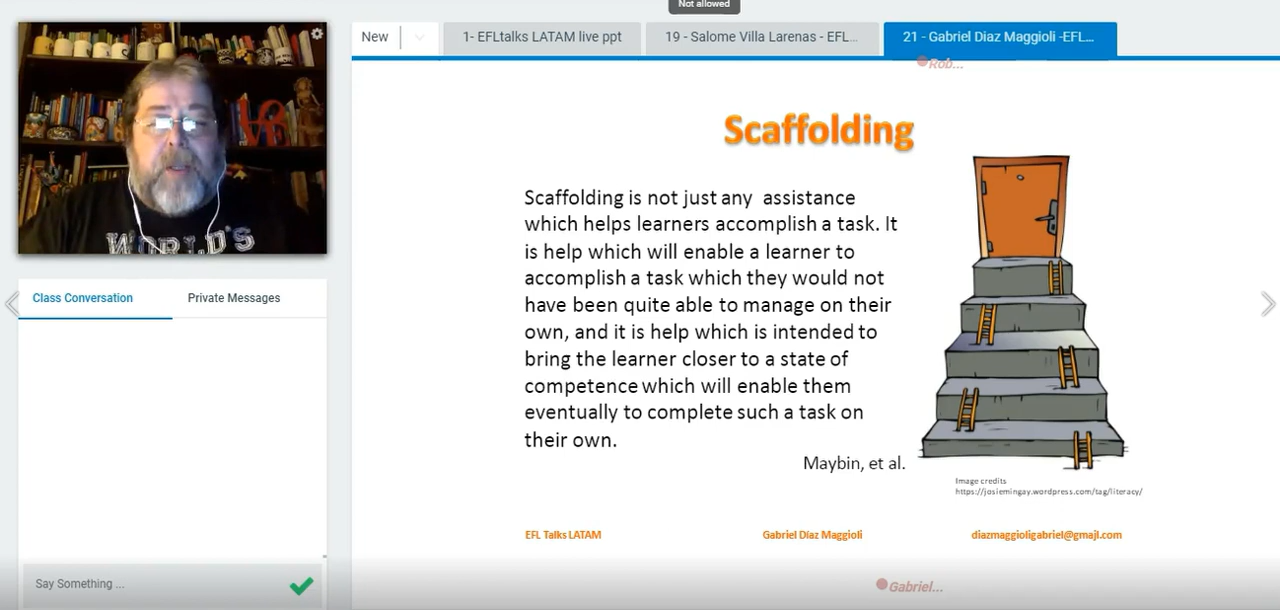 Not allowed
New
1- EFLtalks LATAM live ppt
19 - Salome Villa Larenas - EFL...
21 - Gabriel Diaz Maggioli -EFL...
Rob...
Scaffolding
Scaffolding is not just any assistance
which helps learners accomplish a task. It
is help which will enable a learner to
accomplish a task which they would not
have been quite able to manage on their
own, and it is help which is intended to
bring the learner closer to a state of
competence which will enable them
eventually to complete such a task on
their own.
Maybin, et al.
Image credits
https://josiemingay.wordpress.com/tag/literacy/
EFL Talks LATAM
Gabriel Díaz Maggioli
diazmaggioligabriel@gmajl.com
Gabriel...
WORLD'S
Class Conversation
Private Messages
Say Something ...